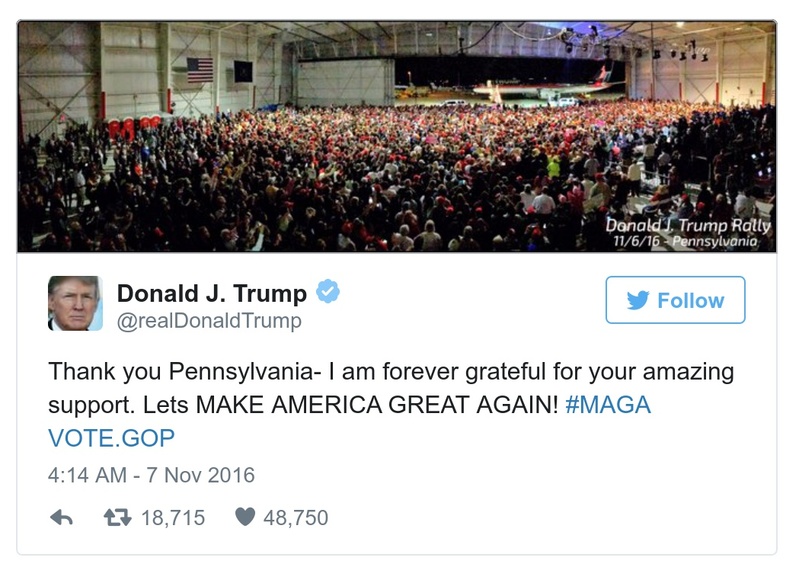 Donald J. Trump Rally
11/6/16 - Pennsylvania
Donald J. Trump
@realDonaldTrump
Follow
Thank you Pennsylvania- I am forever grateful for your amazing
support. Lets MAKE AMERICA GREAT AGAIN! #MAGA
VOTE.GOP
4:14 AM - 7 Nov 2016
18,715 48,750